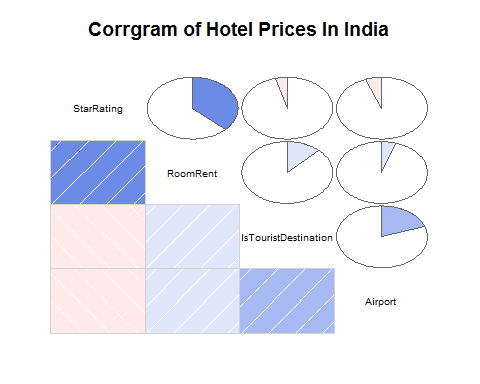 Corrgram of Hotel Prices In India
StarRating
RoomRent
IsTouristDestination
Airport